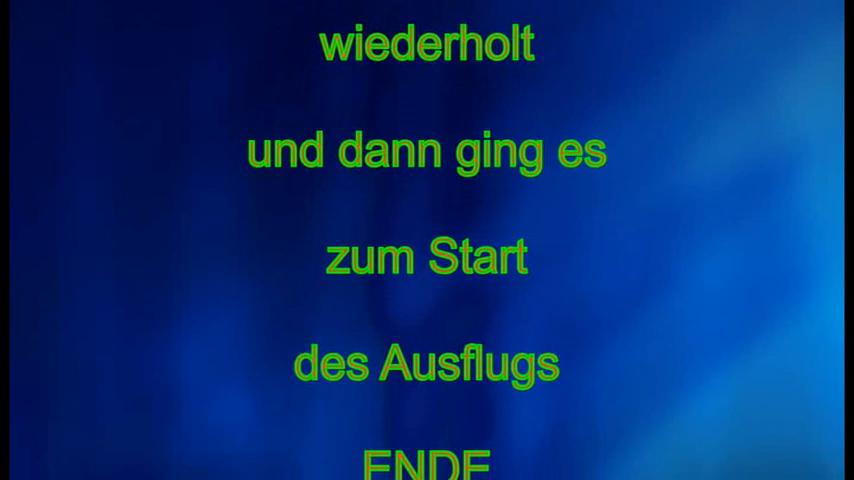 wiederholt
und dann ging es
zum Start
des Ausflugs
ENDE